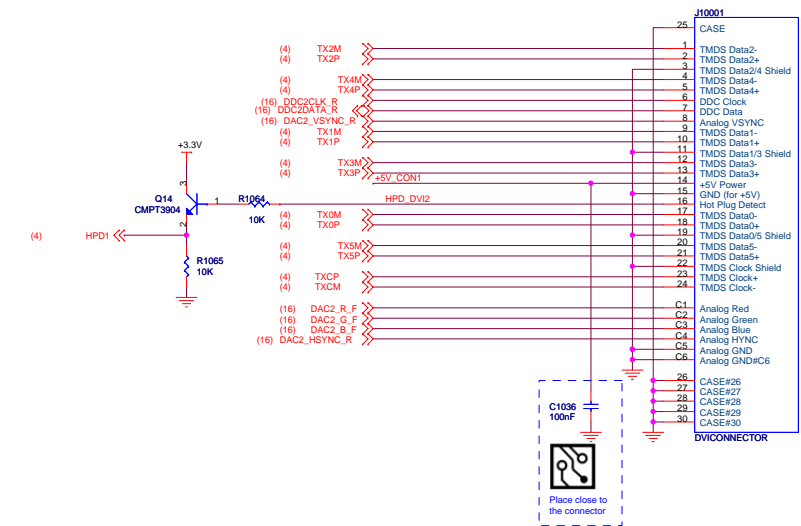 J10001
25 CASE
(4) TX2M 1 TMDS Data2-
(4) TX2P 2 TMDS Data2+
3 TMDS Data2/4 Shield
(4) TX4M 4 TMDS Data4-
(4) TX4P 5 TMDS Data4+
(16) DDC2CLK_R 6 DDC Clock
(16) DDC2DATA_R 7 DDC Data
(16) DAC2_VSYNC_R 8 Analog VSYNC
(4) TX1M 9 TMDS Data1-
(4) TX1P 10 TMDS Data1+
11 TMDS Data1/3 Shield
(4) TX3M 12 TMDS Data3-
(4) TX3P 13 TMDS Data3+
+5V_CON1 14 +5V Power
15 GND (for +5V)
HPD_DVI2 16 Hot Plug Detect
(4) TX0M 17 TMDS Data0-
(4) TX0P 18 TMDS Data0+
19 TMDS Data0/5 Shield
(4) TX5M 20 TMDS Data5-
(4) TX5P 21 TMDS Data5+
22 TMDS Clock Shield
(4) TXCP 23 TMDS Clock+
(4) TXCM 24 TMDS Clock-
(16) DAC2_R_F C1 Analog Red
(16) DAC2_G_F C2 Analog Green
(16) DAC2_B_F C3 Analog Blue
(16) DAC2_HSYNC_R C4 Analog HYNC
C5 Analog GND
C6 Analog GND#C6
26 CASE#26
27 CASE#27
28 CASE#28
29 CASE#29
30 CASE#30
DVICONNECTOR
+3.3V
3
Q14
CMPT3904
1
2
R1064
10K
(4) HPD1
R1065
10K
C1036
100nF
Place close to
the connector